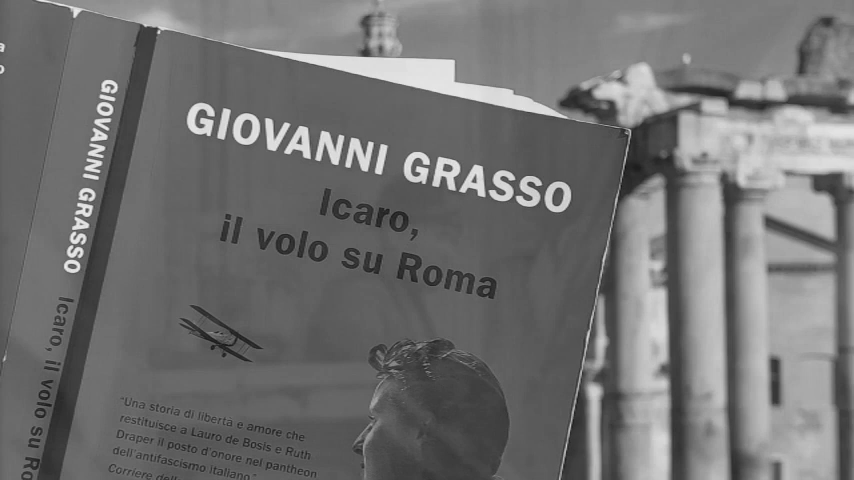 GIOVANNI GRASSO
Icaro,
il volo su Roma
"Una storia di libertà e amore che
restituisce a Lauro de Bosis e Ruth
Draper il posto d'onore nel pantheon
dell'antifascismo italiano."
Corriere
GIOVANNI GRASSO
Icaro, il volo su